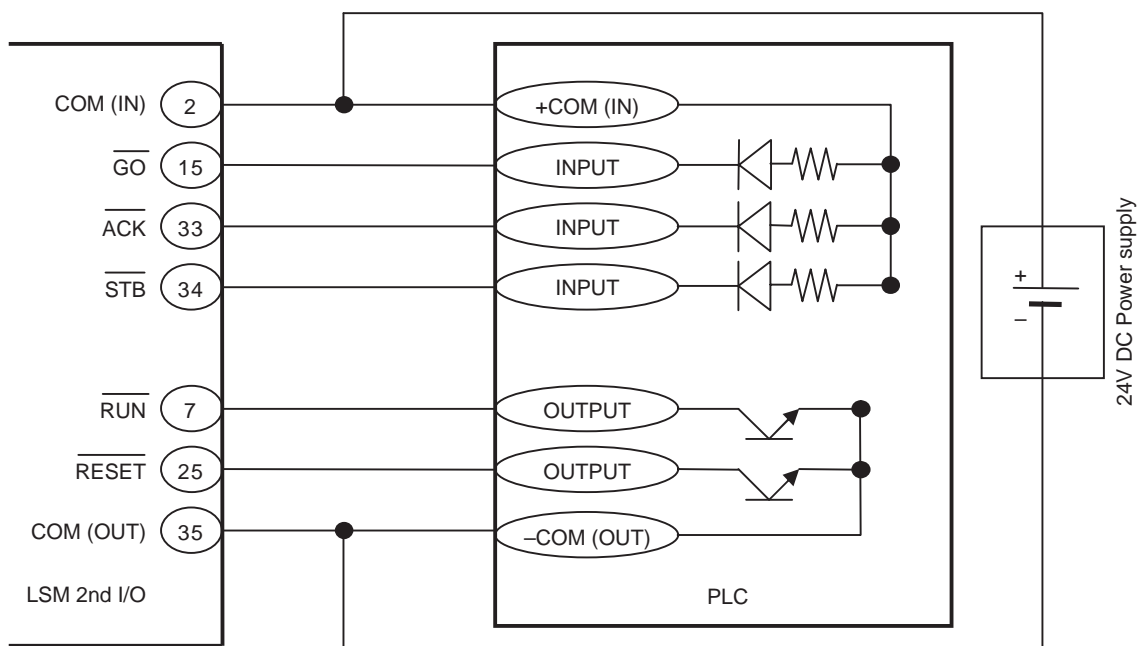 COM (IN) 2 +COM (IN)
GO 15 INPUT
ACK 33 INPUT
STB 34 INPUT
24V DC Power supply
+
–
RUN 7 OUTPUT
RESET 25 OUTPUT
COM (OUT) 35 –COM (OUT)
LSM 2nd I/O
PLC